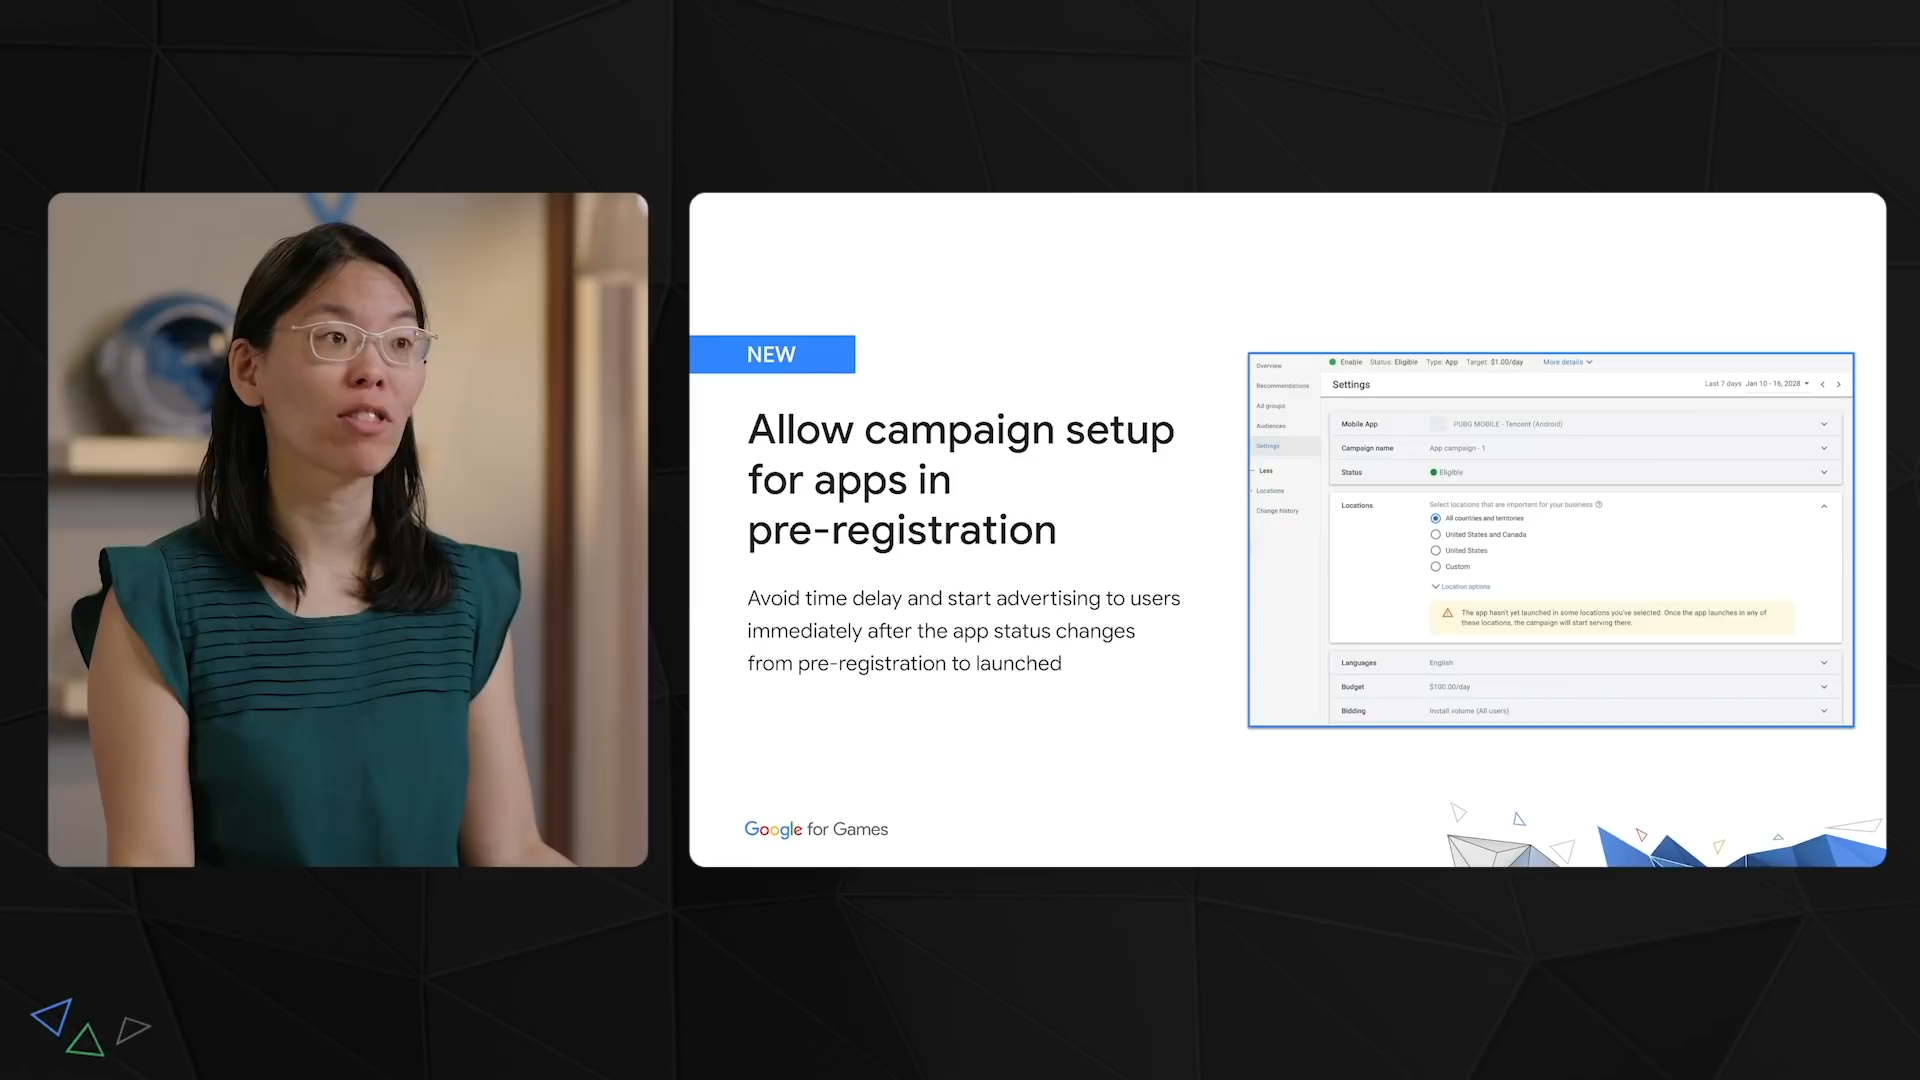 NEW
Allow campaign setup
for apps in
pre-registration
Avoid time delay and start advertising to users
immediately after the app status changes
from pre-registration to launched
Google for Games
Overview
Recommendations
Ad groups
Audiences
Settings
Less
Locations
Change history
Enable Status: Eligible Type: App Target: $1.00/day More details
Settings
Last 7 days Jan 10 - 16, 2028
Mobile App PUBG MOBILE - Tencent (Android)
Campaign name App campaign - 1
Status Eligible
Locations Select locations that are important for your business
All countries and territories
United States and Canada
United States
Custom
Location options
The app hasn't yet launched in some locations you've selected. Once the app launches in any of
these locations, the campaign will start serving there.
Languages English
Budget $100.00/day
Bidding Install volume (All users)